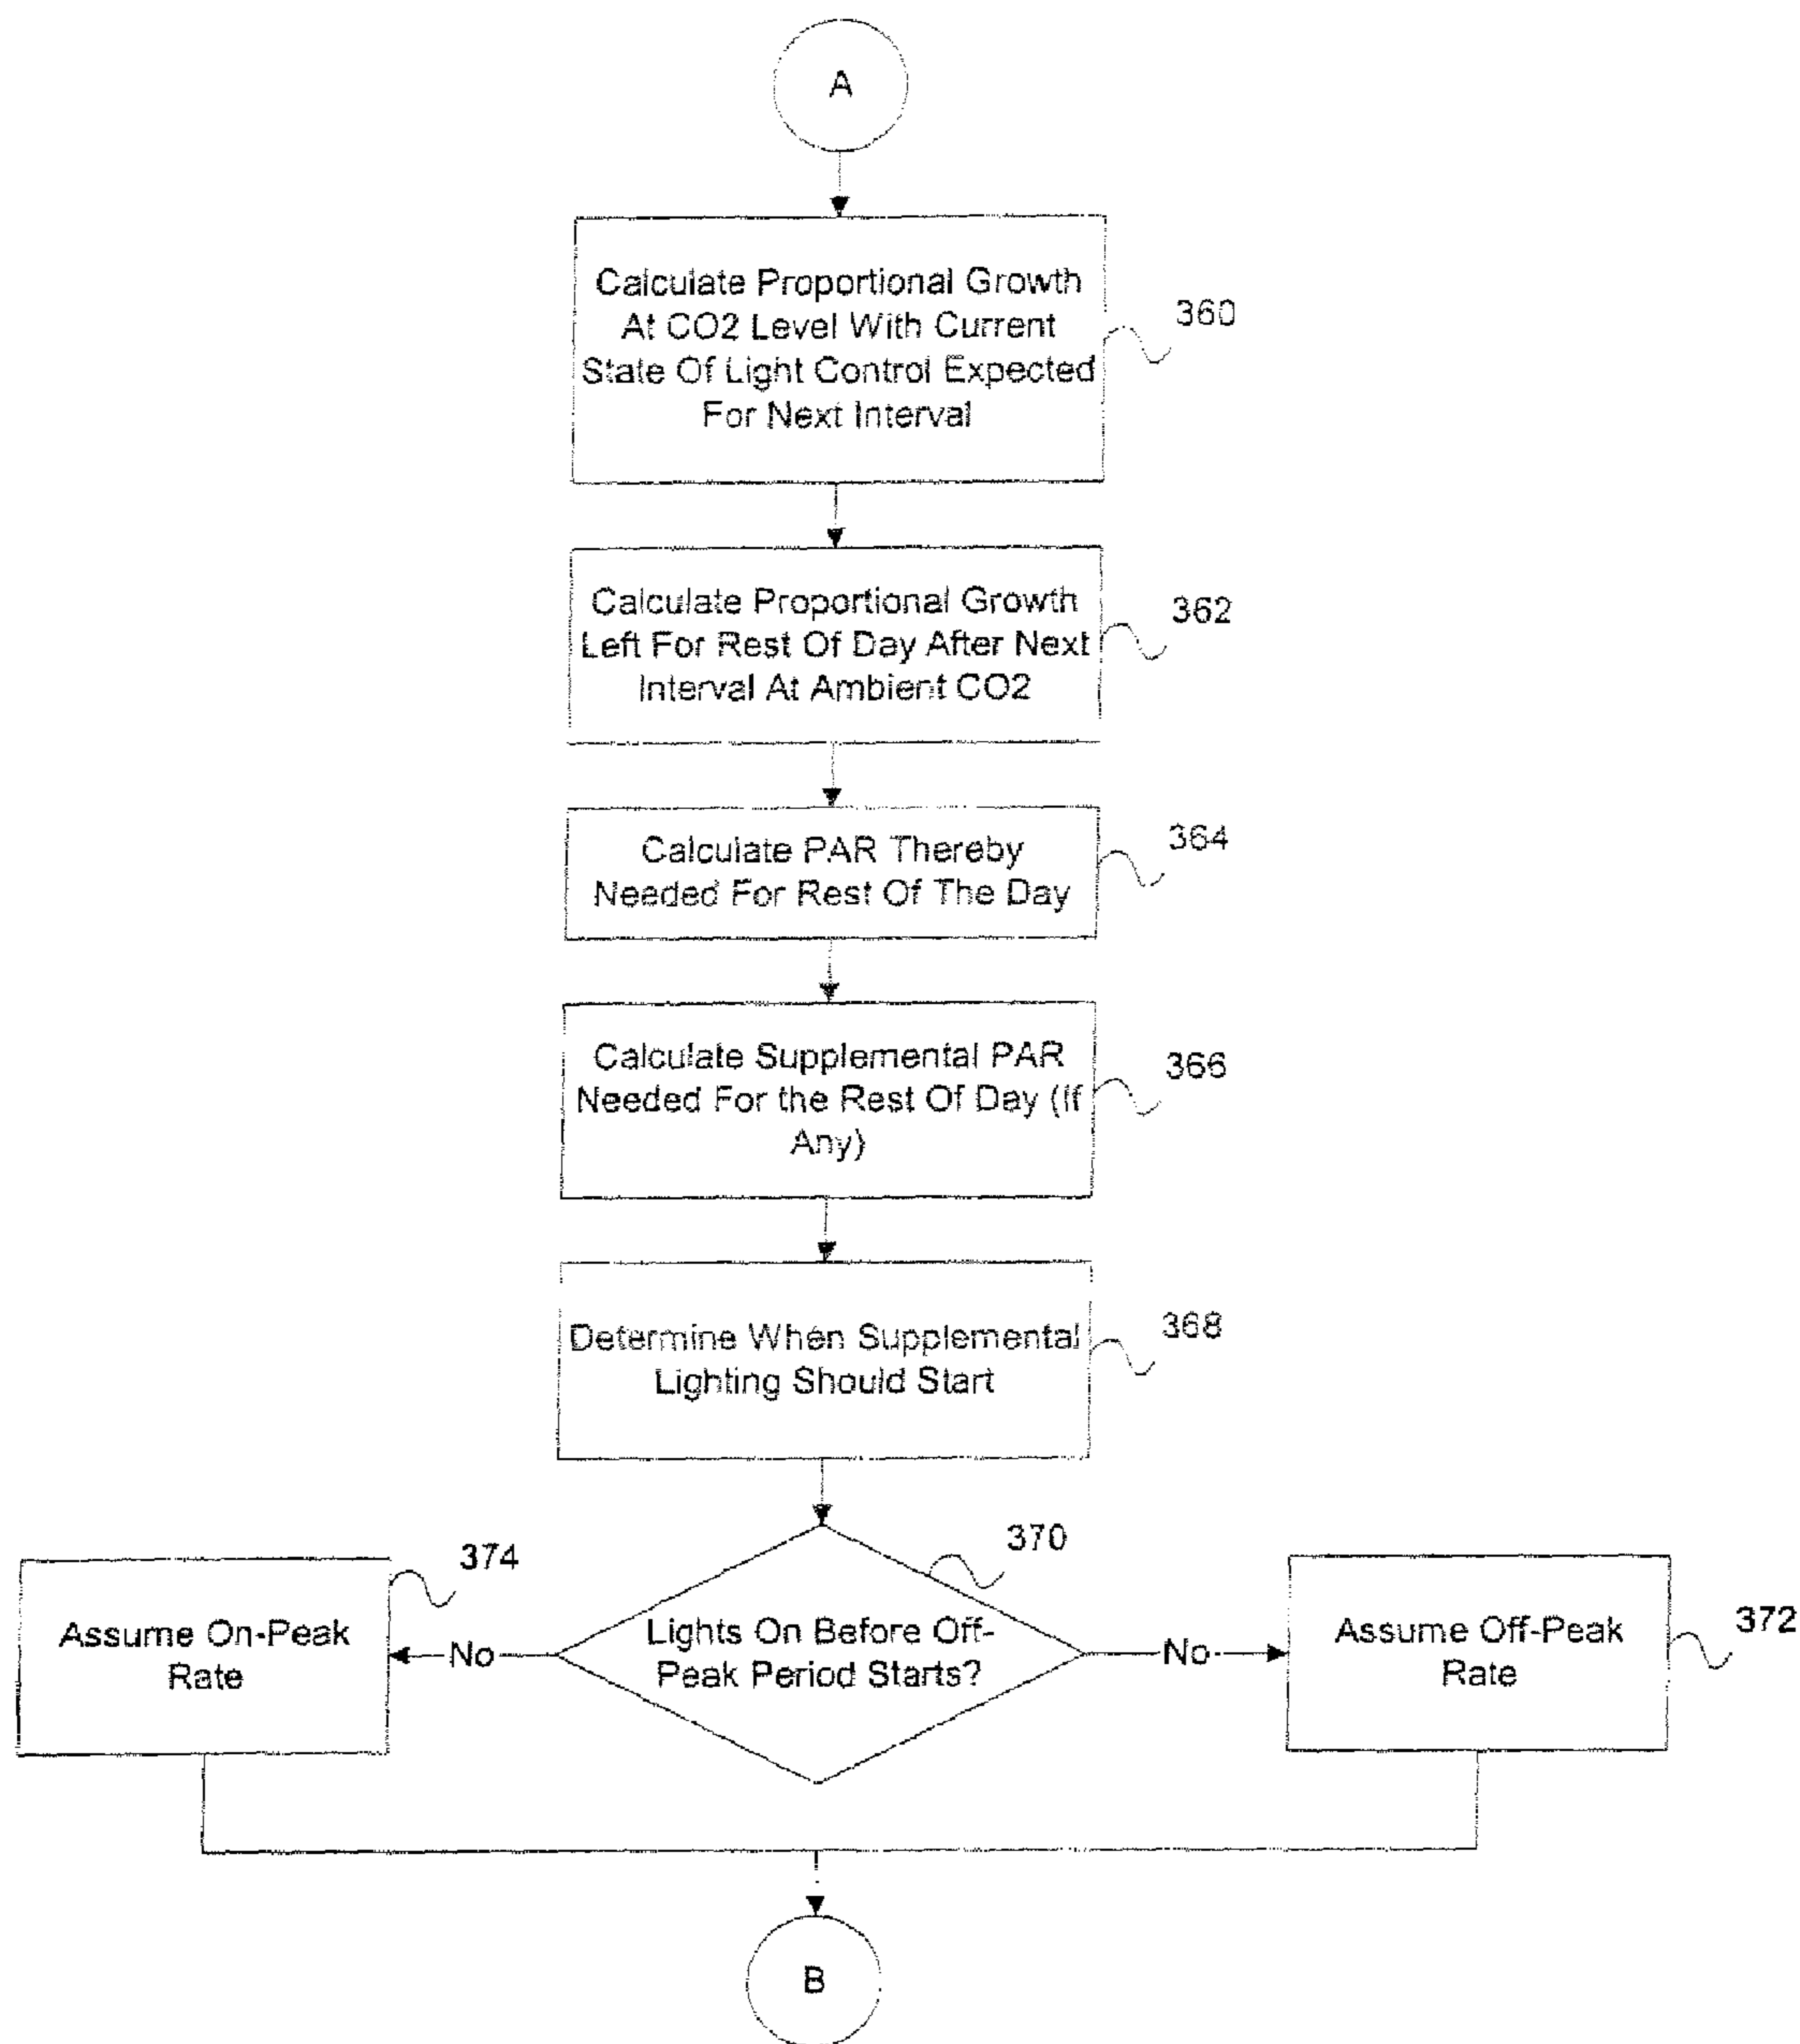 A
Calculate Proportional Growth
At CO2 Level With Current
State Of Light Control Expected
For Next Interval
360
Calculate Proportional Growth
Left For Rest Of Day After Next
Interval At Ambient CO2
362
Calculate PAR Thereby
Needed For Rest Of The Day
364
Calculate Supplemental PAR
Needed For the Rest Of Day (If
Any)
366
Determine When Supplemental
Lighting Should Start
368
370
Lights On Before Off-
Peak Period Starts?
No
374
Assume On-Peak
Rate
No
372
Assume Off-Peak
Rate
B